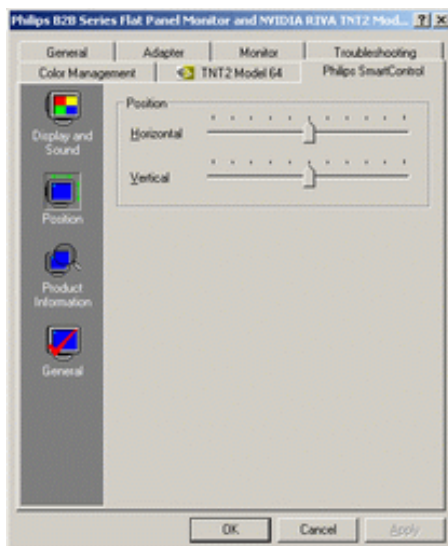 Philips B2B Series Flat Panel Monitor and NVIDIA RIVA TNT2 Mod... ? X
General Adapter Monitor Troubleshooting
Color Management TNT2 Model 64 Philips SmartControl
Display and
Sound
Position
Product
Information
General
Position
Horizontal
Vertical
OK Cancel Apply